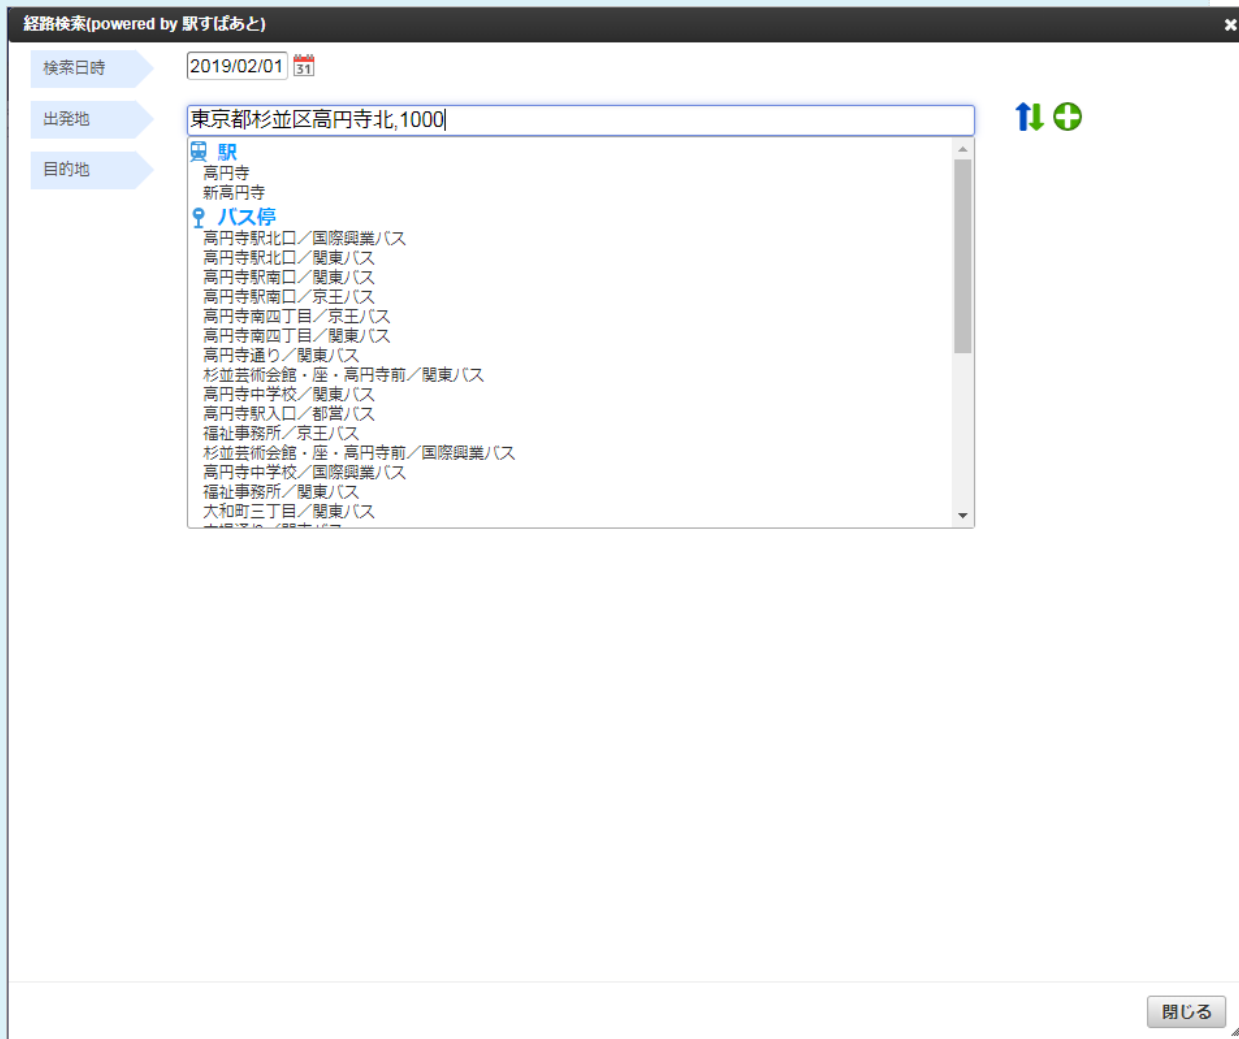 経路検索(powered by 駅すぱあと)
検索日時
2019/02/01
31
出発地
東京都杉並区高円寺北,1000
目的地
駅
高円寺
新高円寺
バス停
高円寺駅北口／国際興業バス
高円寺駅北口／関東バス
高円寺駅南口／関東バス
高円寺駅南口／京王バス
高円寺南四丁目／京王バス
高円寺南四丁目／関東バス
高円寺通り／関東バス
杉並芸術会館・座・高円寺前／関東バス
高円寺中学校／関東バス
高円寺駅入口／都営バス
福祉事務所／京王バス
杉並芸術会館・座・高円寺前／国際興業バス
高円寺中学校／国際興業バス
福祉事務所／関東バス
大和町三丁目／関東バス
閉じる